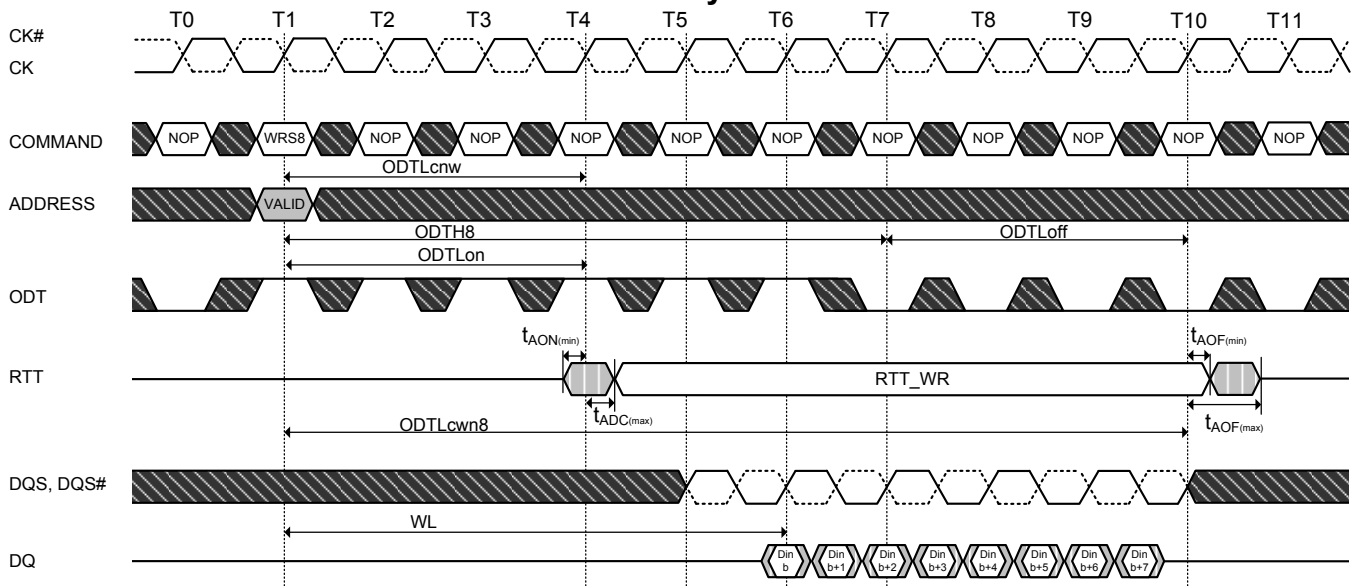 T0 T1 T2 T3 T4 T5 T6 T7 T8 T9 T10 T11
CK#
CK
COMMAND NOP WRS8 NOP NOP NOP NOP NOP NOP NOP NOP NOP NOP
ODTLcnw
ADDRESS VALID
ODTH8 ODTLoff
ODTLon
ODT
tAON(min) tAOF(min)
RTT RTT_WR
tADC(max) tAOF(max)
ODTLcwn8
DQS, DQS#
WL
DQ Din b Din b+1 Din b+2 Din b+3 Din b+4 Din b+5 Din b+6 Din b+7